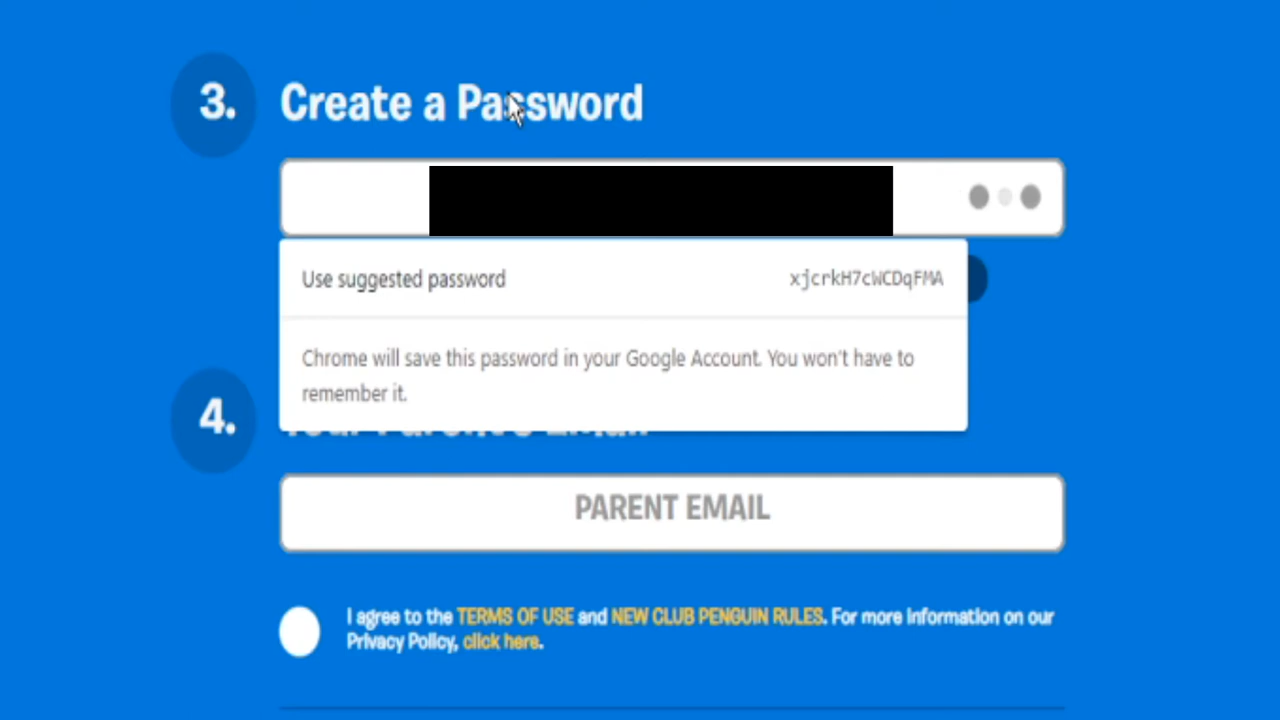 3.
Create a Password
Use suggested password
xjcrkH7cWCDqFMA
Chrome will save this password in your Google Account. You won't have to
remember it.
4.
PARENT EMAIL
I agree to the TERMS OF USE and NEW CLUB PENGUIN RULES. For more information on our
Privacy Policy, click here.